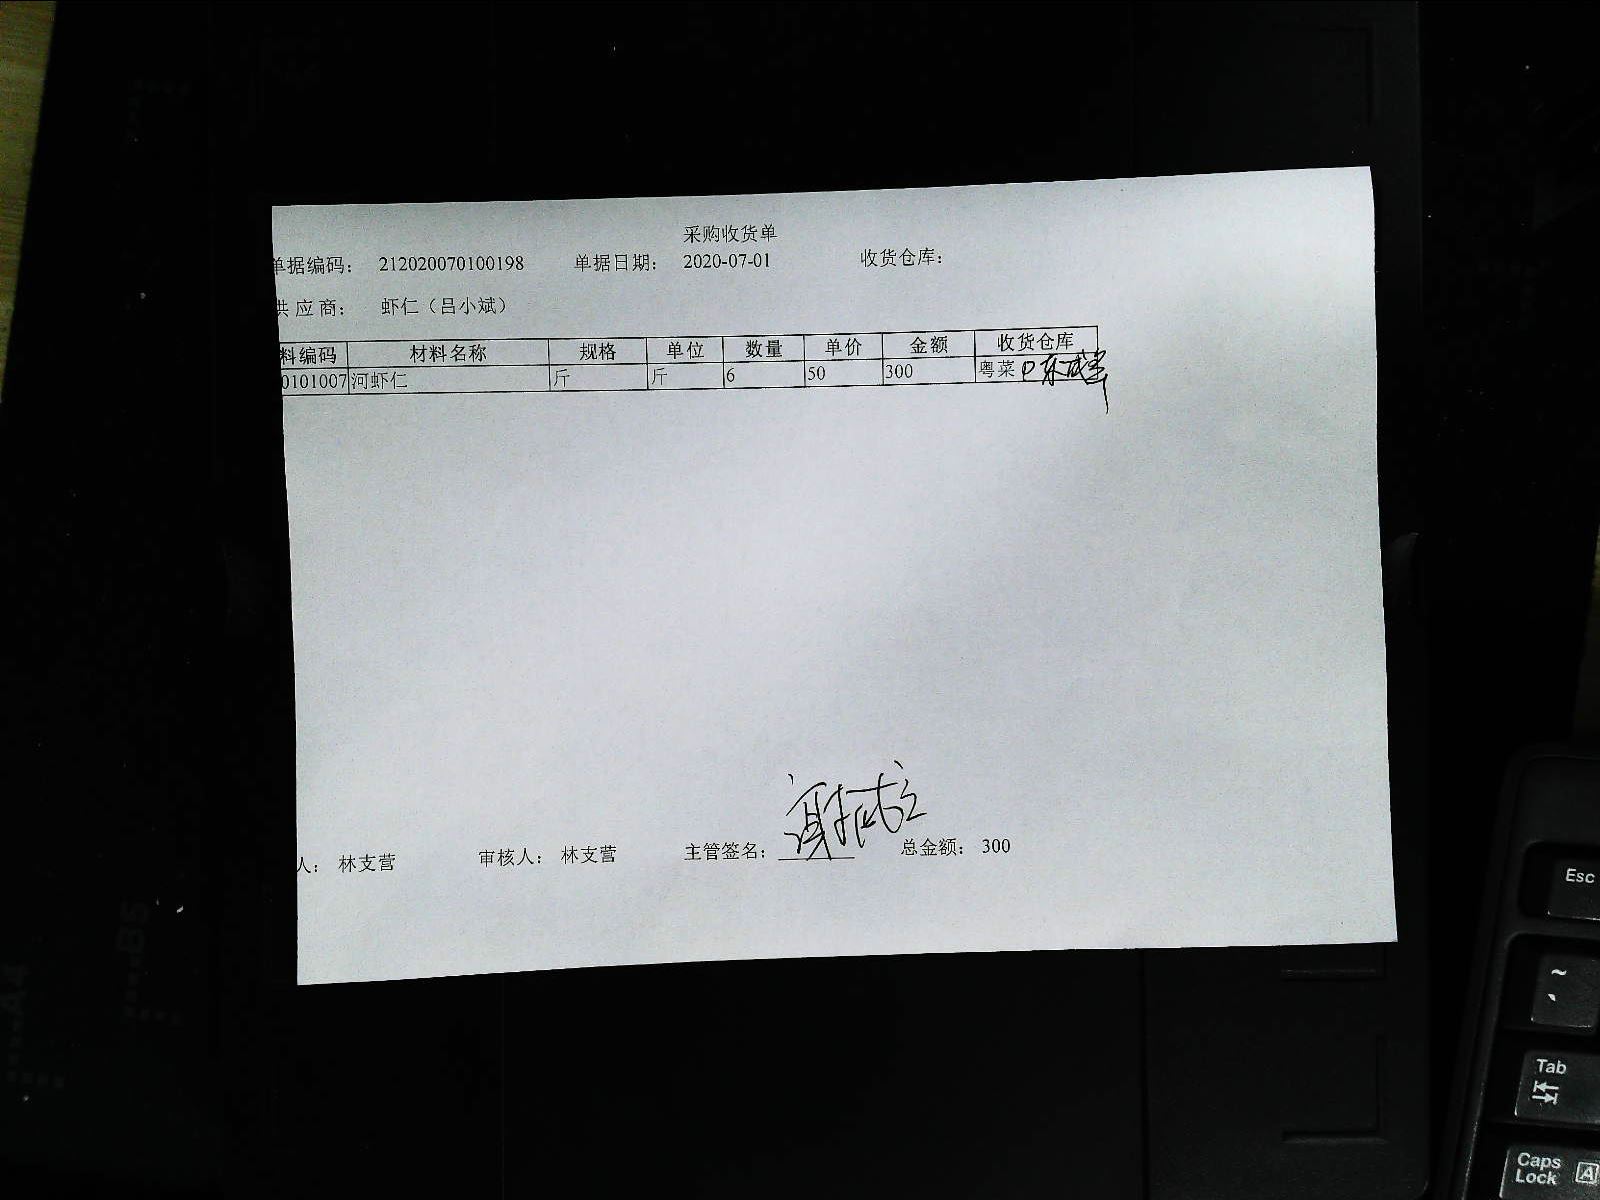 采购收货单
单据编码： 212020070100198 单据日期： 2020-07-01 收货仓库：
供应商： 虾仁（吕小斌）
料编码 材料名称 规格 单位 数量 单价 金额 收货仓库
0101007 河虾仁 斤 斤 6 50 300 粤菜
人： 林支营 审核人： 林支营 主管签名： 总金额： 300
Esc
~
Tab
Caps Lock A
B5
A4